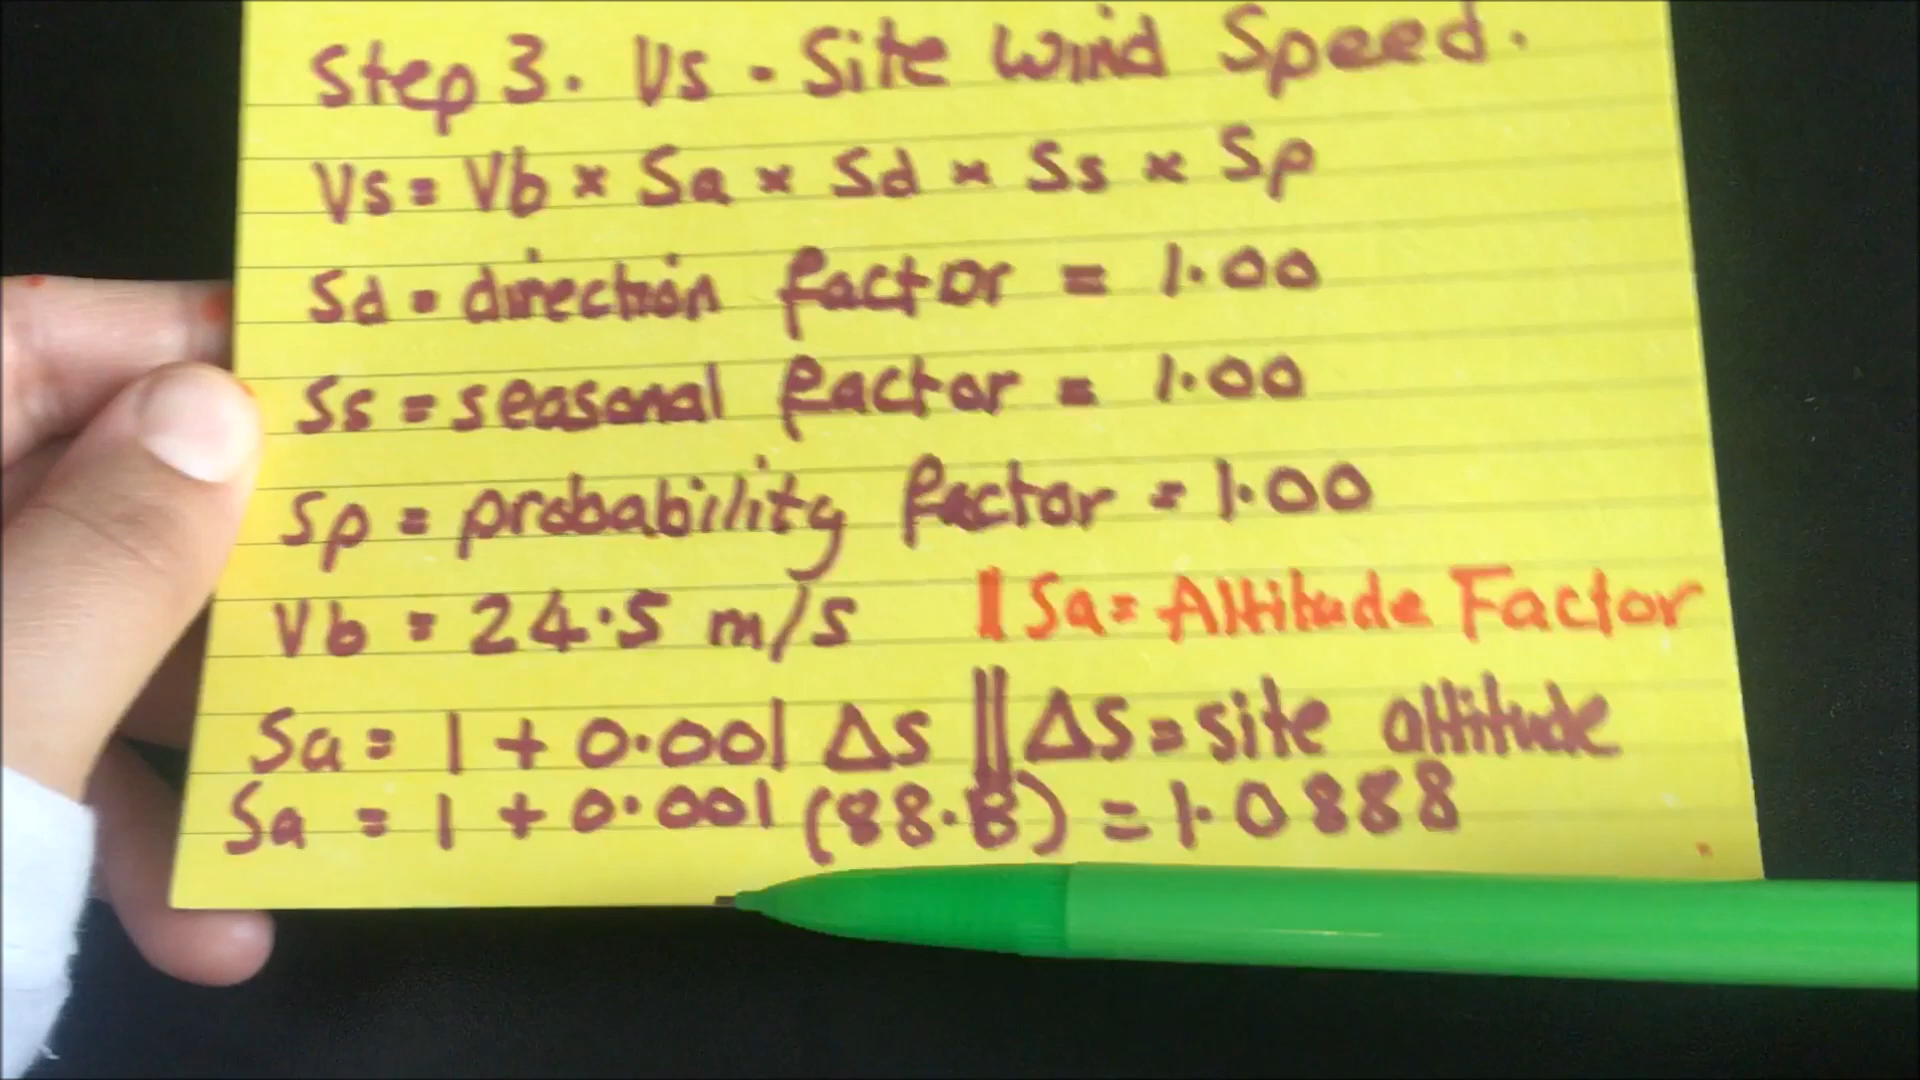 Step 3. Vs - Site Wind Speed.
Vs = Vb × Sa × Sd × Ss × Sp
Sd = direction factor = 1.00
Ss = seasonal factor = 1.00
Sp = probability factor = 1.00
Vb = 24.5 m/s | Sa = Altitude Factor
Sa = 1 + 0.001 Δs || Δs = site altitude
Sa = 1 + 0.001 (88.8) = 1.0888